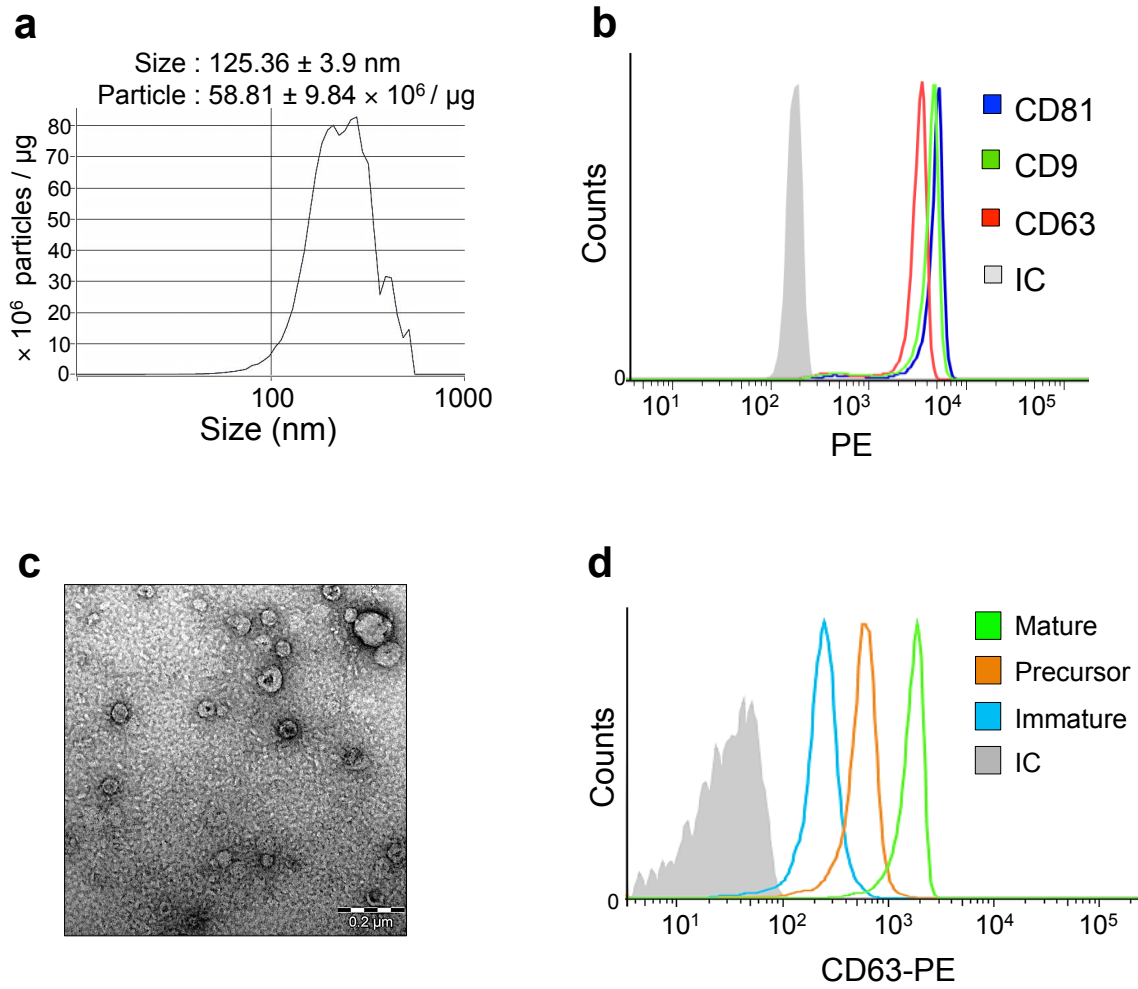 a
Size : 125.36 ± 3.9 nm
Particle : 58.81 ± 9.84 × 10⁶ / μg
80
70
60
50
40
30
20
10
0
× 10⁶ particles / μg
100
1000
Size (nm)
b
Counts
0
10¹
10²
10³
10⁴
10⁵
PE
CD81
CD9
CD63
IC
c
0.2 μm
d
Counts
0
10¹
10²
10³
10⁴
10⁵
CD63-PE
Mature
Precursor
Immature
IC